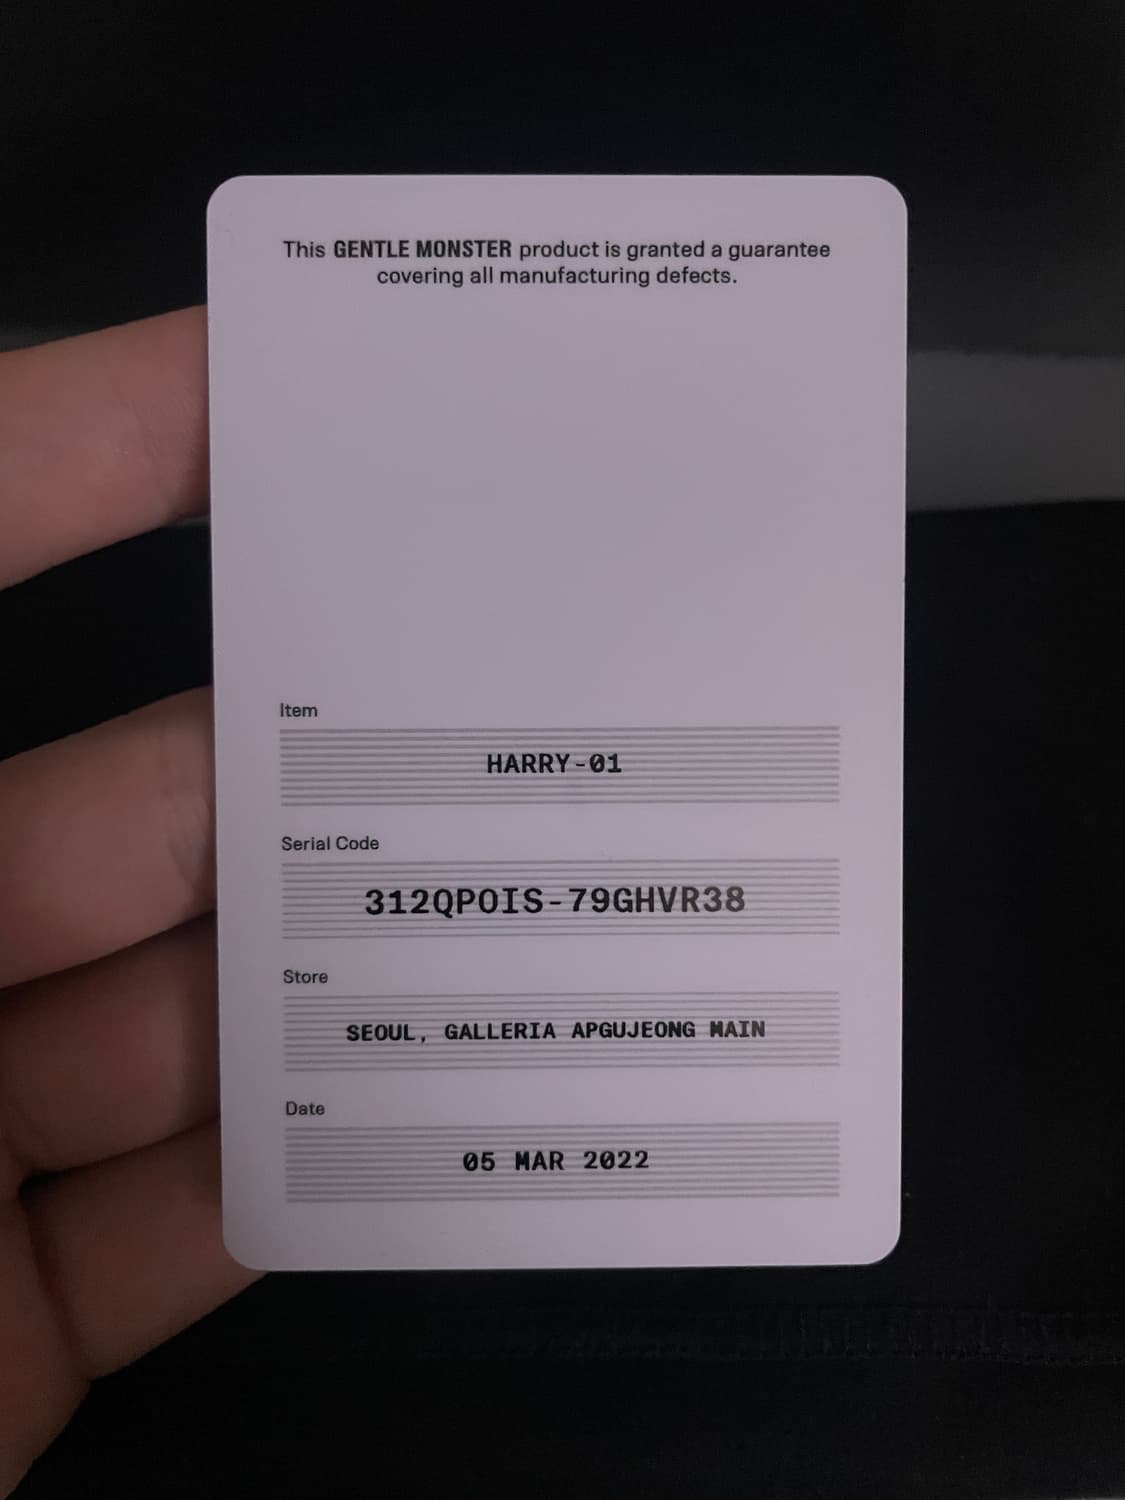 This GENTLE MONSTER product is granted a guarantee
covering all manufacturing defects.
Item
HARRY-01
Serial Code
312QPOIS-79GHVR38
Store
SEOUL, GALLERIA APGUJEONG MAIN
Date
05 MAR 2022